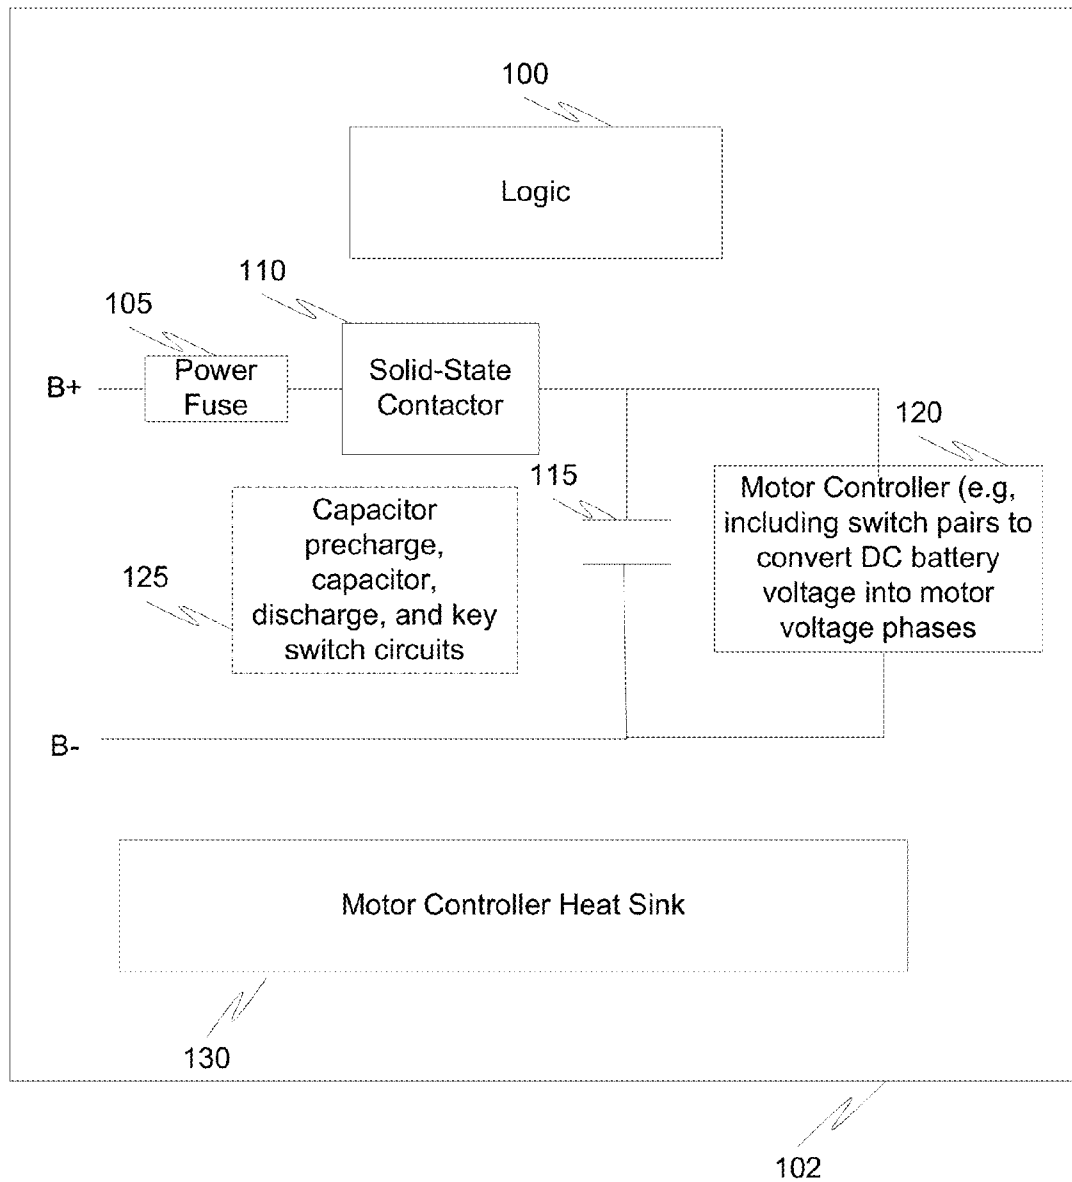 100
Logic
110
105
Power
Fuse
B+
Solid-State
Contactor
120
115
Motor Controller (e.g,
including switch pairs to
convert DC battery
voltage into motor
voltage phases
125
Capacitor
precharge,
capacitor,
discharge, and key
switch circuits
B-
Motor Controller Heat Sink
130
102